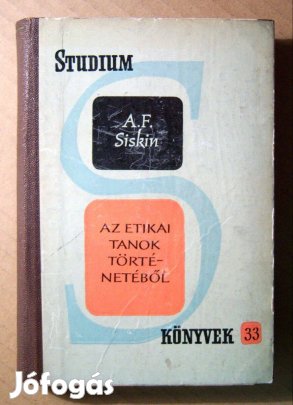 STUDIUM
A.F.
Siskin
AZ ETIKAI
TANOK
TÖRTÉ-
NETÉBŐL
KÖNYVEK 33
Jófogás